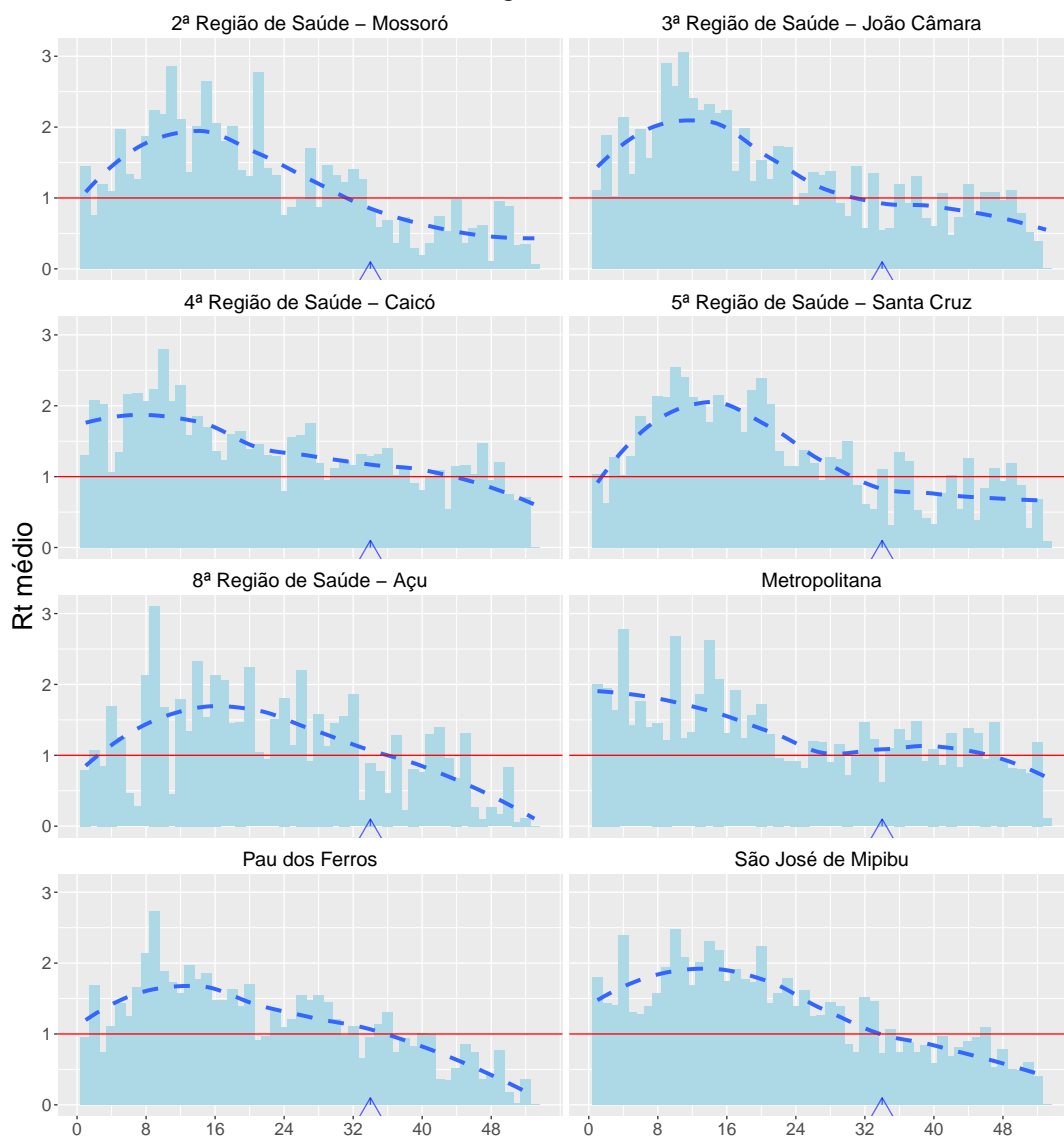 2ª Região de Saúde – Mossoró
3ª Região de Saúde – João Câmara
3
2
1
0
4ª Região de Saúde – Caicó
5ª Região de Saúde – Santa Cruz
3
2
1
0
Rt médio
8ª Região de Saúde – Açu
Metropolitana
3
2
1
0
Pau dos Ferros
São José de Mipibu
3
2
1
0
0 8 16 24 32 40 48
0 8 16 24 32 40 48